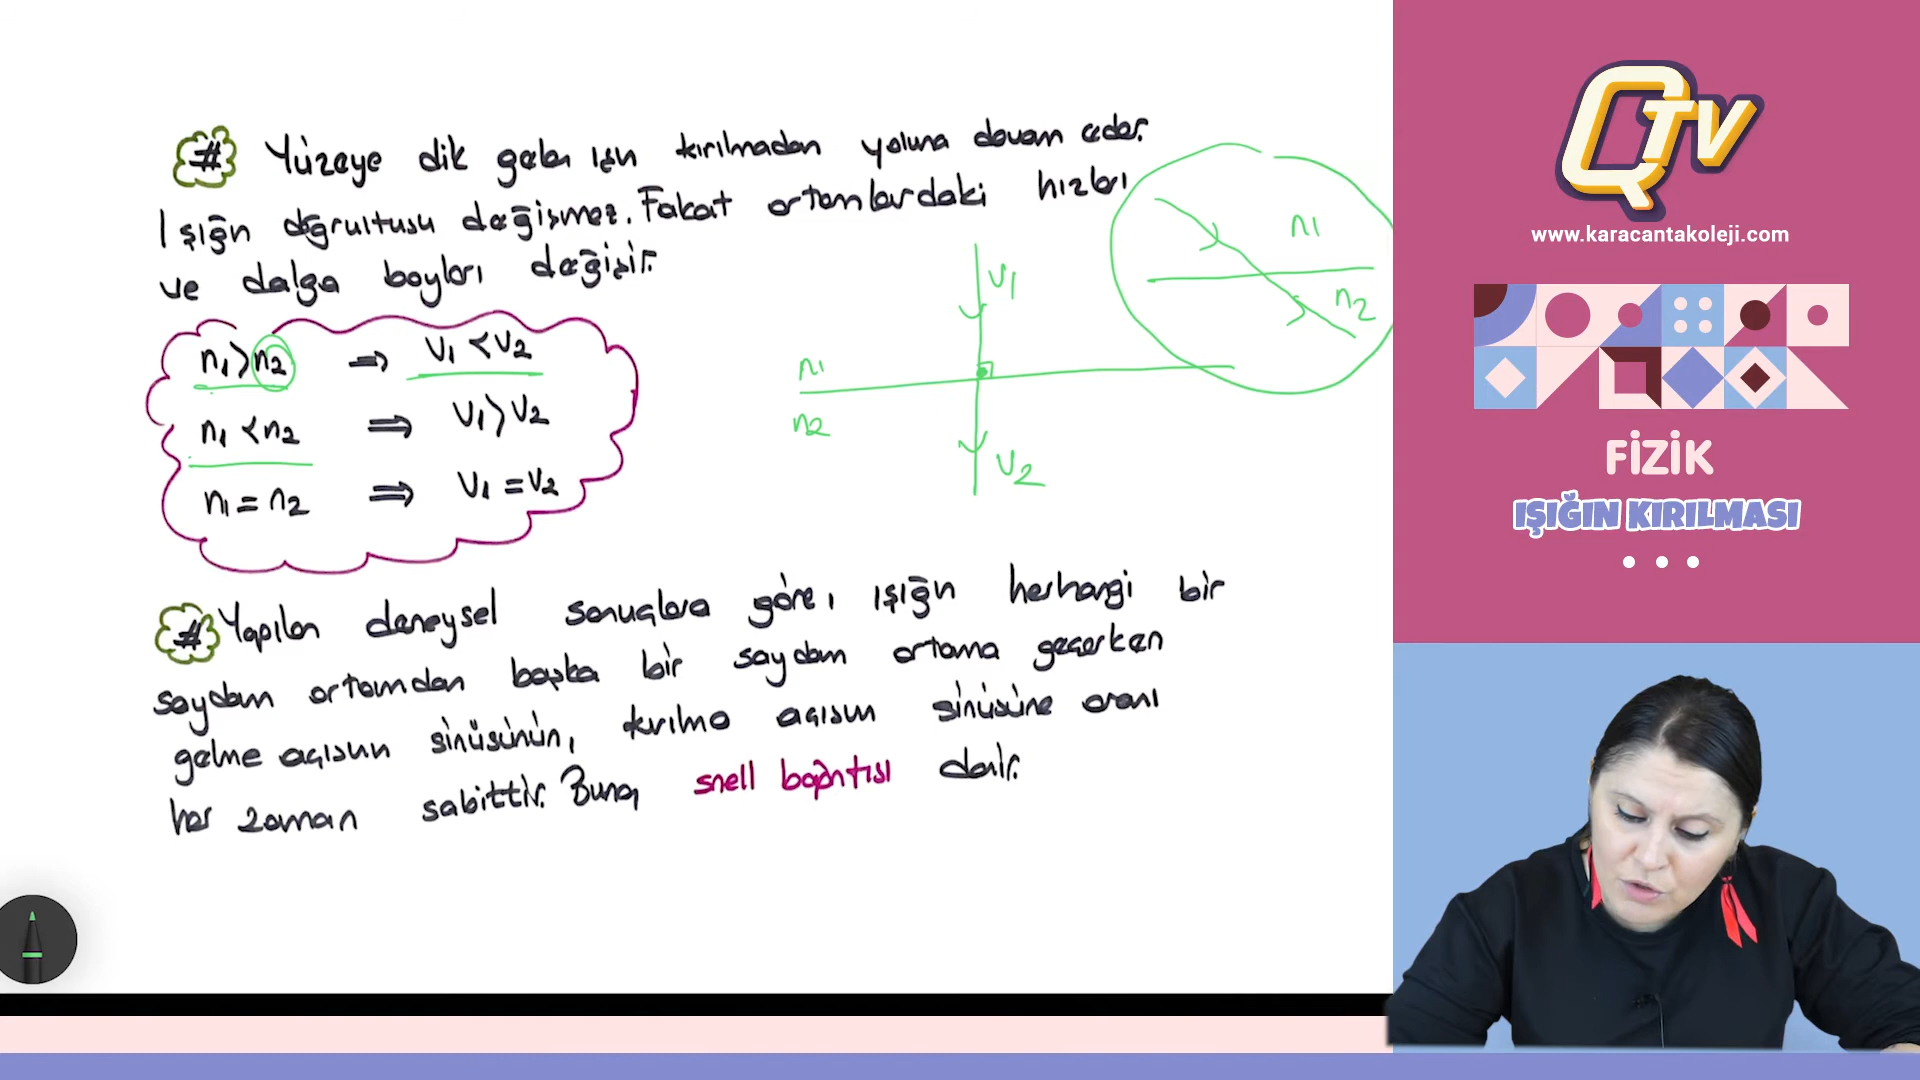 # Yüzeye dik gelen ışın kırılmadan yoluna devam eder.
Işığın doğrultusu değişmez. Fakat ortamlardaki hızları
ve dalga boyları değişir.
n1 > n2 ⇒ v1 < v2
n1 < n2 ⇒ v1 > v2
n1 = n2 ⇒ v1 = v2
v1
n1
n2
v2
n1
n2
# Yapılan deneysel sonuçlara göre, ışığın herhangi bir
saydam ortamdan başka bir saydam ortama geçerken
gelme açısının sinüsünün, kırılma açısının sinüsüne oranı
her zaman sabittir. Buna snell bağıntısı denir.
QTV
www.karacantakoleji.com
FİZİK
IŞIĞIN KIRILMASI